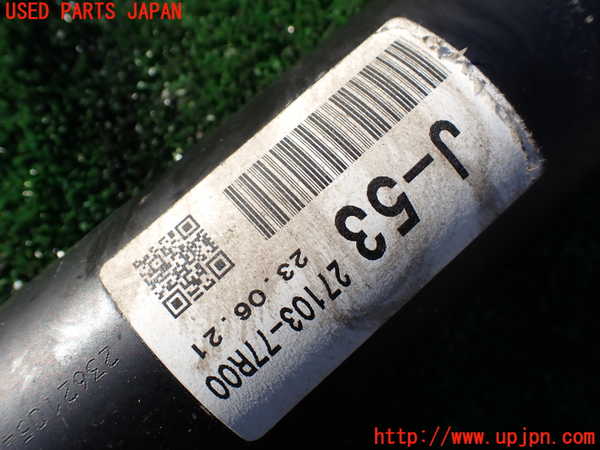 USED PARTS JAPAN
J-53
27103-77R00
23.06.21
http://www.upjpn.com